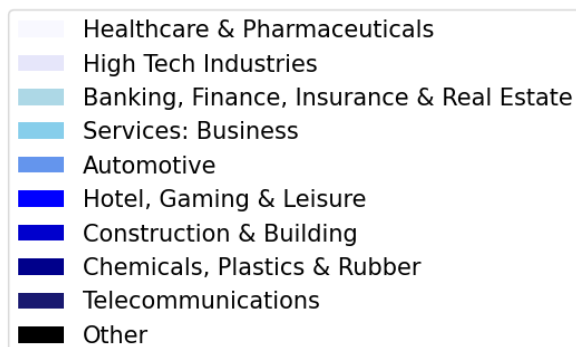 Healthcare & Pharmaceuticals
High Tech Industries
Banking, Finance, Insurance & Real Estate
Services: Business
Automotive
Hotel, Gaming & Leisure
Construction & Building
Chemicals, Plastics & Rubber
Telecommunications
Other